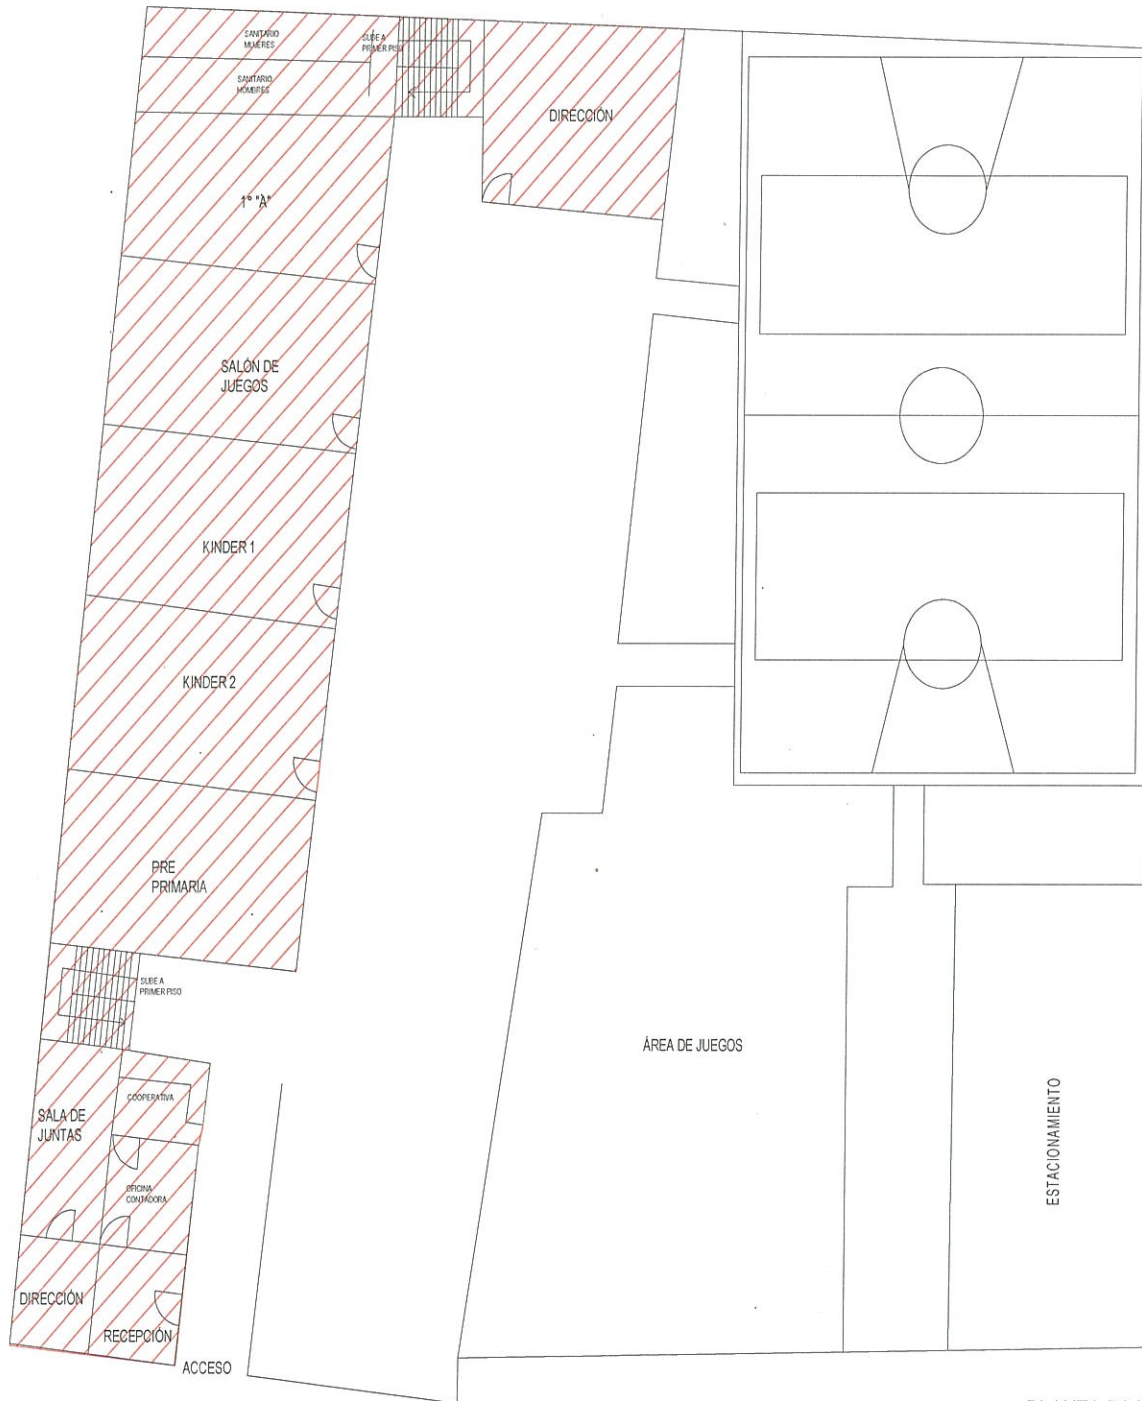 SANITARIO
MUJERES
SUBE A
PRIMER PISO
SANITARIO
HOMBRES
DIRECCIÓN
1° "A"
SALÓN DE
JUEGOS
KINDER 1
KINDER 2
PRE
PRIMARIA
SUBE A
PRIMER PISO
ÁREA DE JUEGOS
COOPERATIVA
SALA DE
JUNTAS
ESTACIONAMIENTO
OFICINA
CONTADORA
DIRECCIÓN
RECEPCIÓN
ACCESO